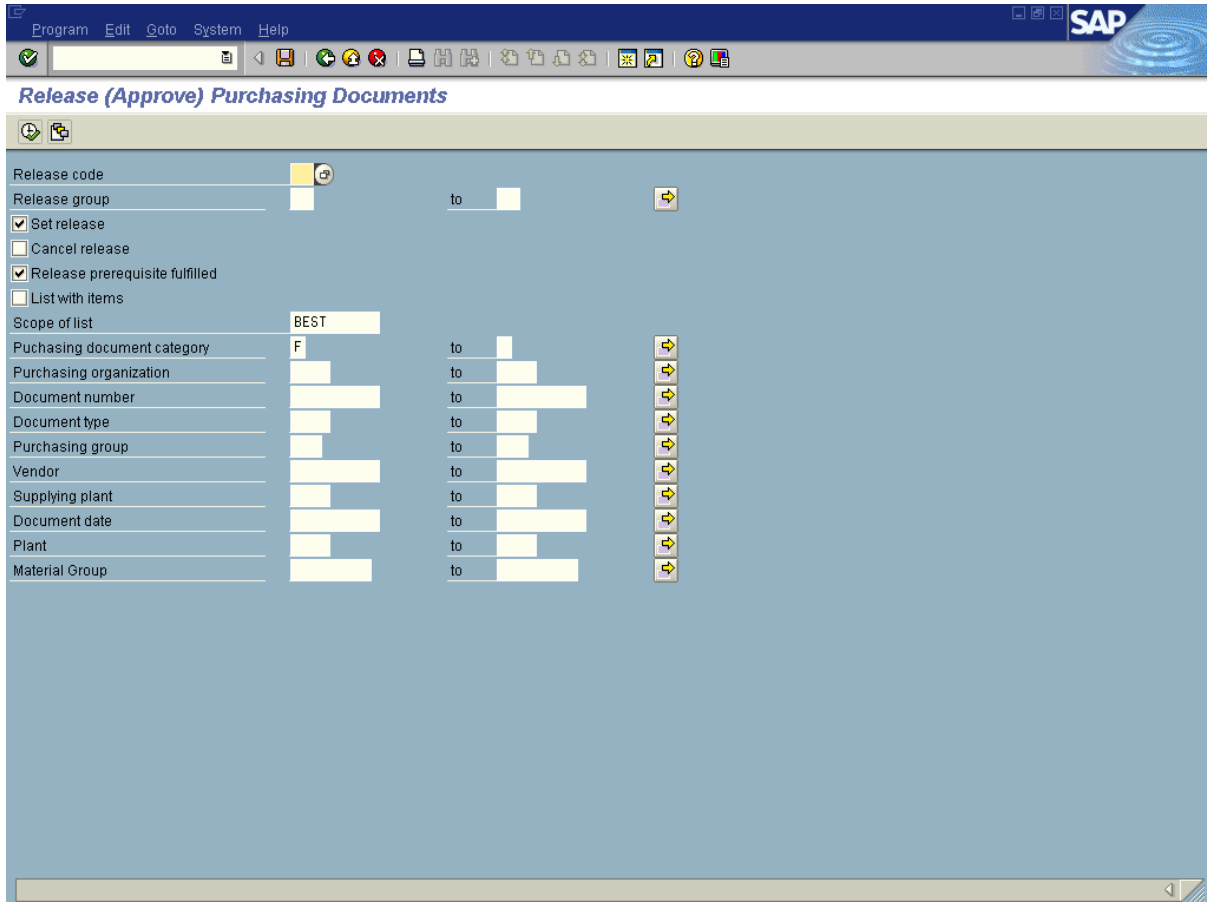 Program Edit Goto System Help
SAP
Release (Approve) Purchasing Documents
Release code
Release group to
Set release
Cancel release
Release prerequisite fulfilled
List with items
Scope of list BEST
Puchasing document category F to
Purchasing organization to
Document number to
Document type to
Purchasing group to
Vendor to
Supplying plant to
Document date to
Plant to
Material Group to